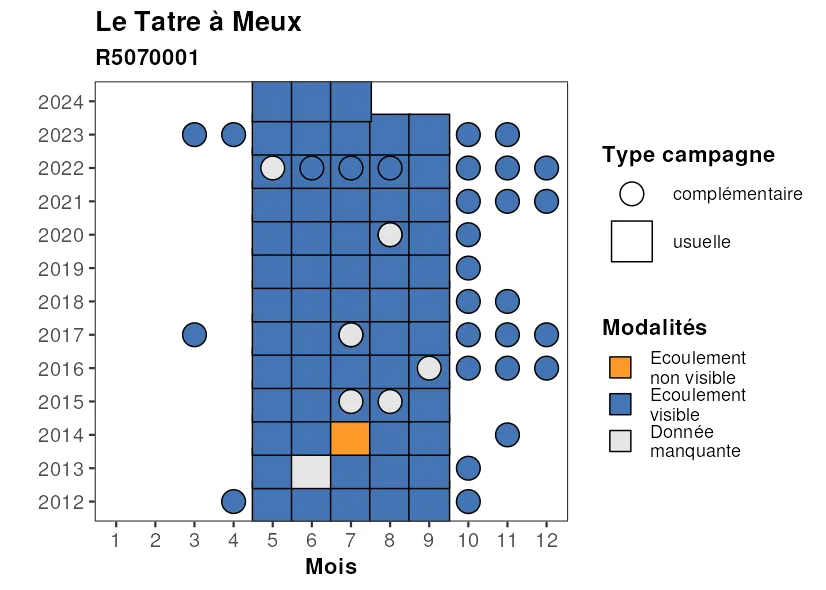 Le Tatre à Meux
R5070001
2024
2023
2022
2021
2020
2019
2018
2017
2016
2015
2014
2013
2012
1 2 3 4 5 6 7 8 9 10 11 12
Mois
Type campagne
complémentaire
usuelle
Modalités
Ecoulement
non visible
Ecoulement
visible
Donnée
manquante